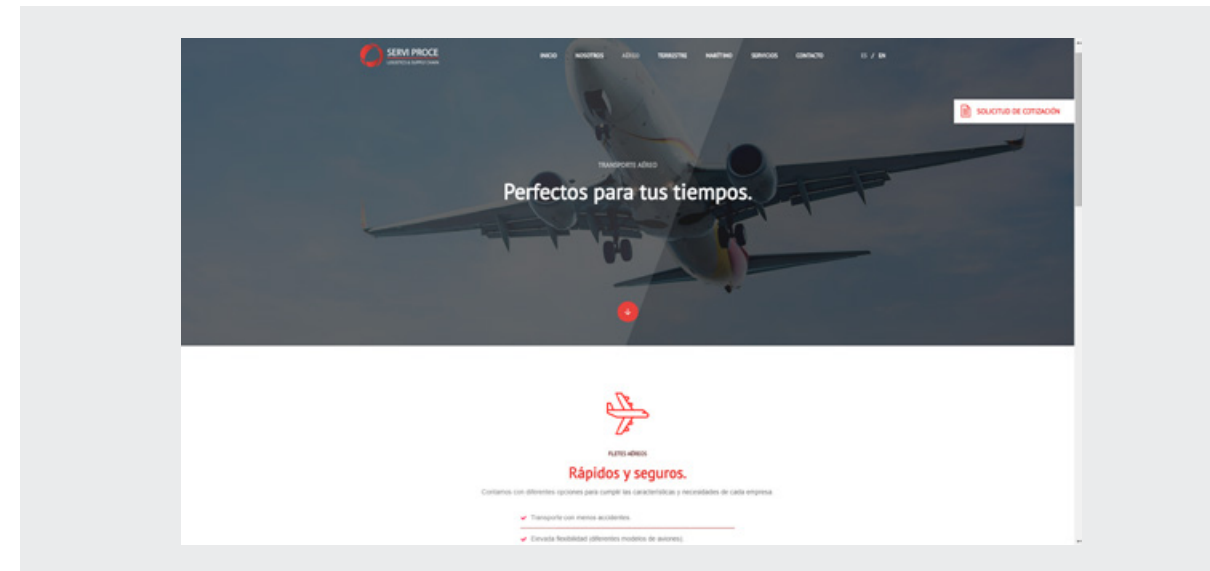 SERVI PROCE
LOGISTICS & SUPPLY CHAIN
INICIO NOSOTROS AÉREO TERRESTRE MARÍTIMO SERVICIOS CONTACTO ES / EN
SOLICITUD DE COTIZACIÓN
TRANSPORTE AÉREO
Perfectos para tus tiempos.
FLETES AÉREOS
Rápidos y seguros.
Contamos con diferentes opciones para cumplir las características y necesidades de cada empresa.
Transporte con menos accidentes.
Elevada flexibilidad (diferentes modelos de aviones).